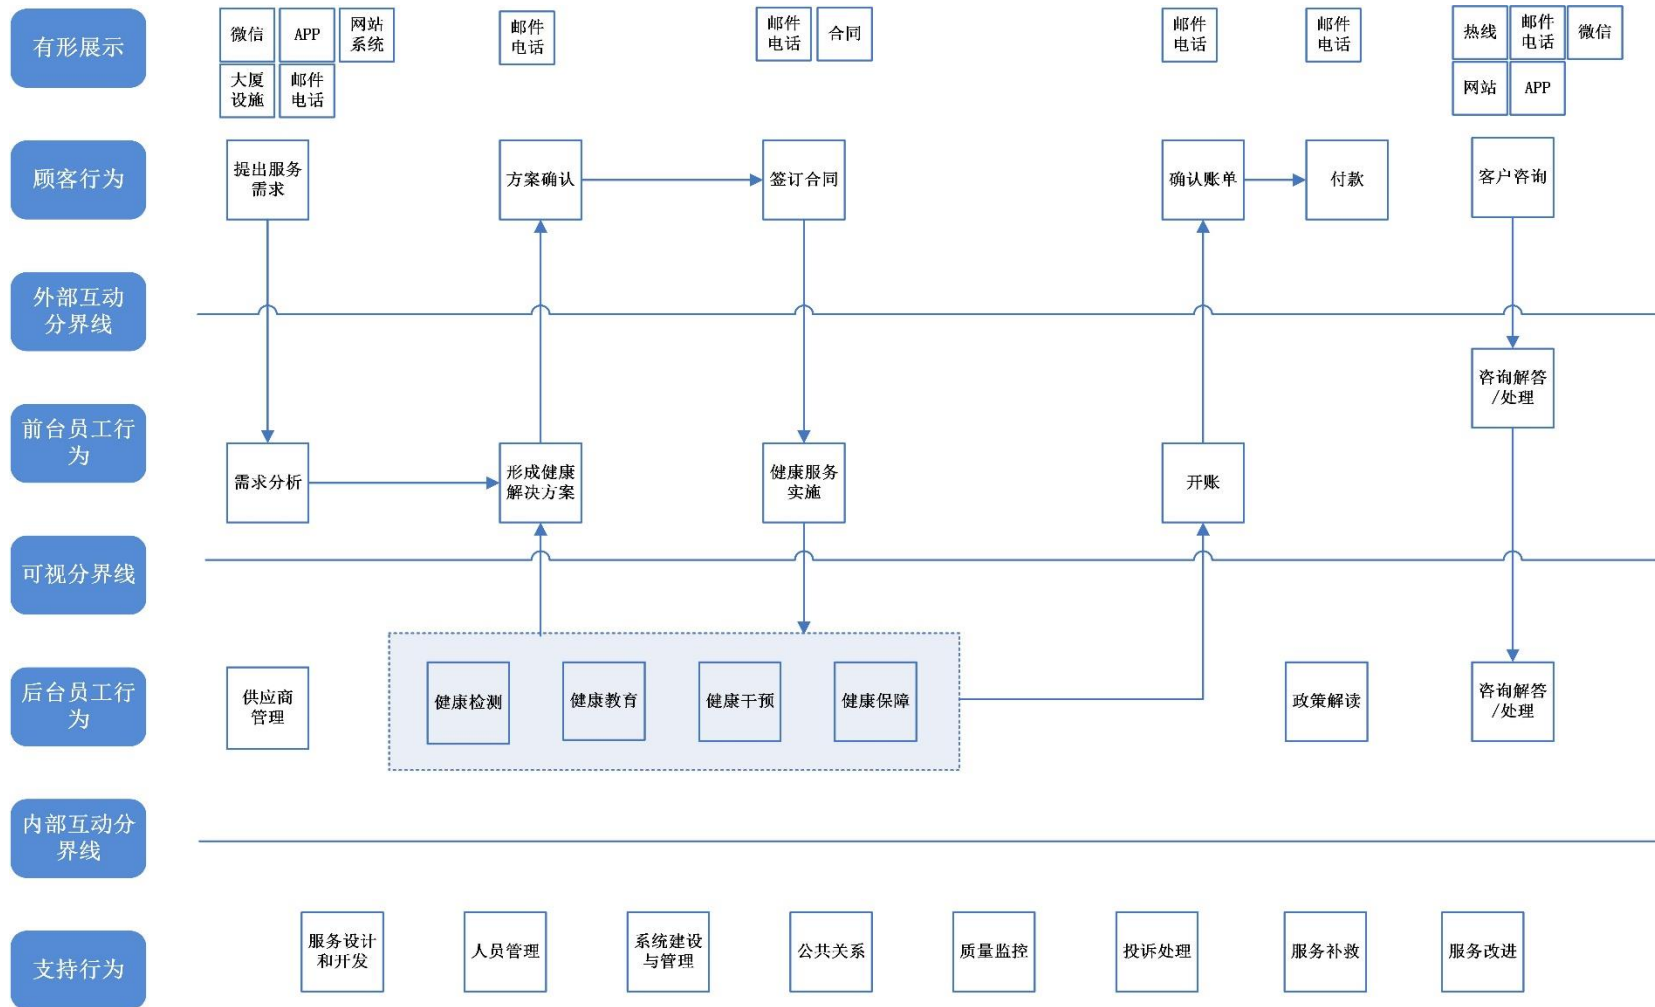 有形展示
微信
APP
网站
系统
大厦
设施
邮件
电话
邮件
电话
邮件
电话
合同
邮件
电话
邮件
电话
热线
邮件
电话
微信
网站
APP
顾客行为
提出服务
需求
方案确认
签订合同
确认账单
付款
客户咨询
外部互动
分界线
前台员工行
为
需求分析
形成健康
解决方案
健康服务
实施
开账
咨询解答
/处理
可视分界线
后台员工行
为
供应商
管理
健康检测
健康教育
健康干预
健康保障
政策解读
咨询解答
/处理
内部互动分
界线
支持行为
服务设计
和开发
人员管理
系统建设
与管理
公共关系
质量监控
投诉处理
服务补救
服务改进